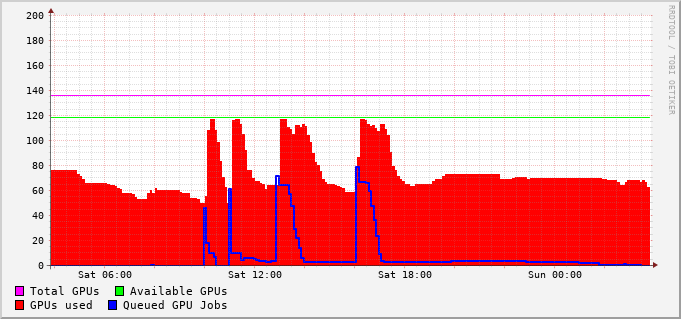 200
180
160
140
120
100
80
60
40
20
0
Sat 06:00 Sat 12:00 Sat 18:00 Sun 00:00
Total GPUs Available GPUs
GPUs used Queued GPU Jobs
RRDTOOL / TOBI OETIKER